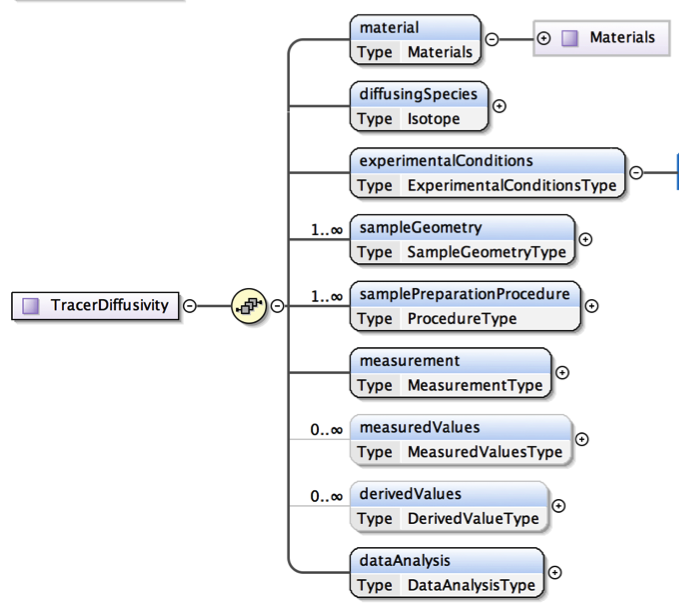 material
Type Materials
Materials
diffusingSpecies
Type Isotope
experimentalConditions
Type ExperimentalConditionsType
1..∞
sampleGeometry
Type SampleGeometryType
TracerDiffusivity
1..∞
samplePreparationProcedure
Type ProcedureType
measurement
Type MeasurementType
0..∞
measuredValues
Type MeasuredValuesType
0..∞
derivedValues
Type DerivedValueType
dataAnalysis
Type DataAnalysisType